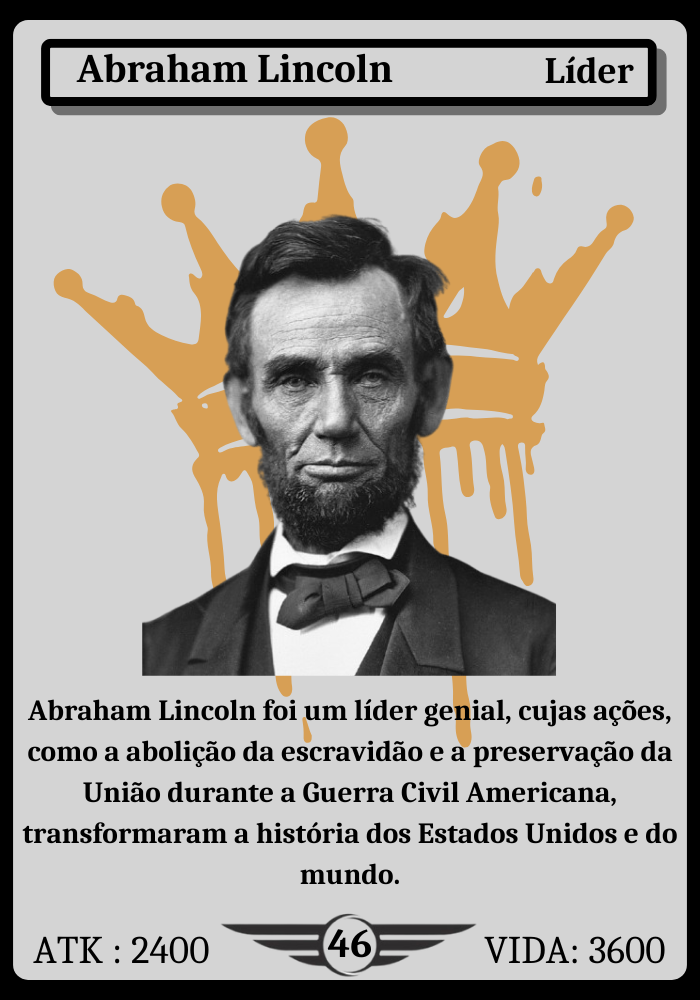 Abraham Lincoln Líder
Abraham Lincoln foi um líder genial, cujas ações,
como a abolição da escravidão e a preservação da
União durante a Guerra Civil Americana,
transformaram a história dos Estados Unidos e do
mundo.
ATK : 2400 46 VIDA: 3600